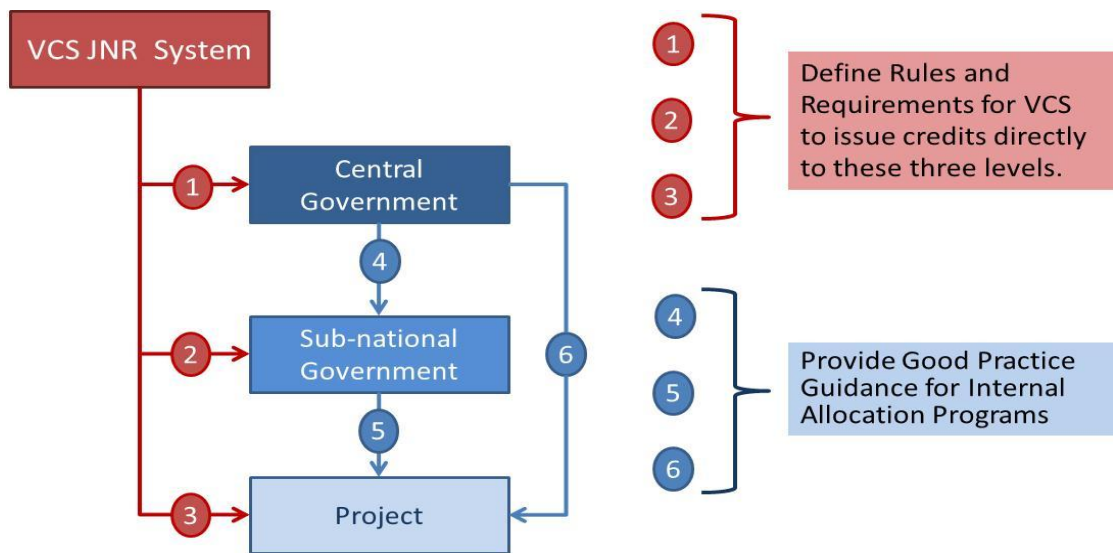 VCS JNR  System
1
Central
Government
4
2
Sub-national
Government
6
5
3
Project
1
2
3
Define Rules and
Requirements for VCS
to issue credits directly
to these three levels.
4
5
6
Provide Good Practice
Guidance for Internal
Allocation Programs